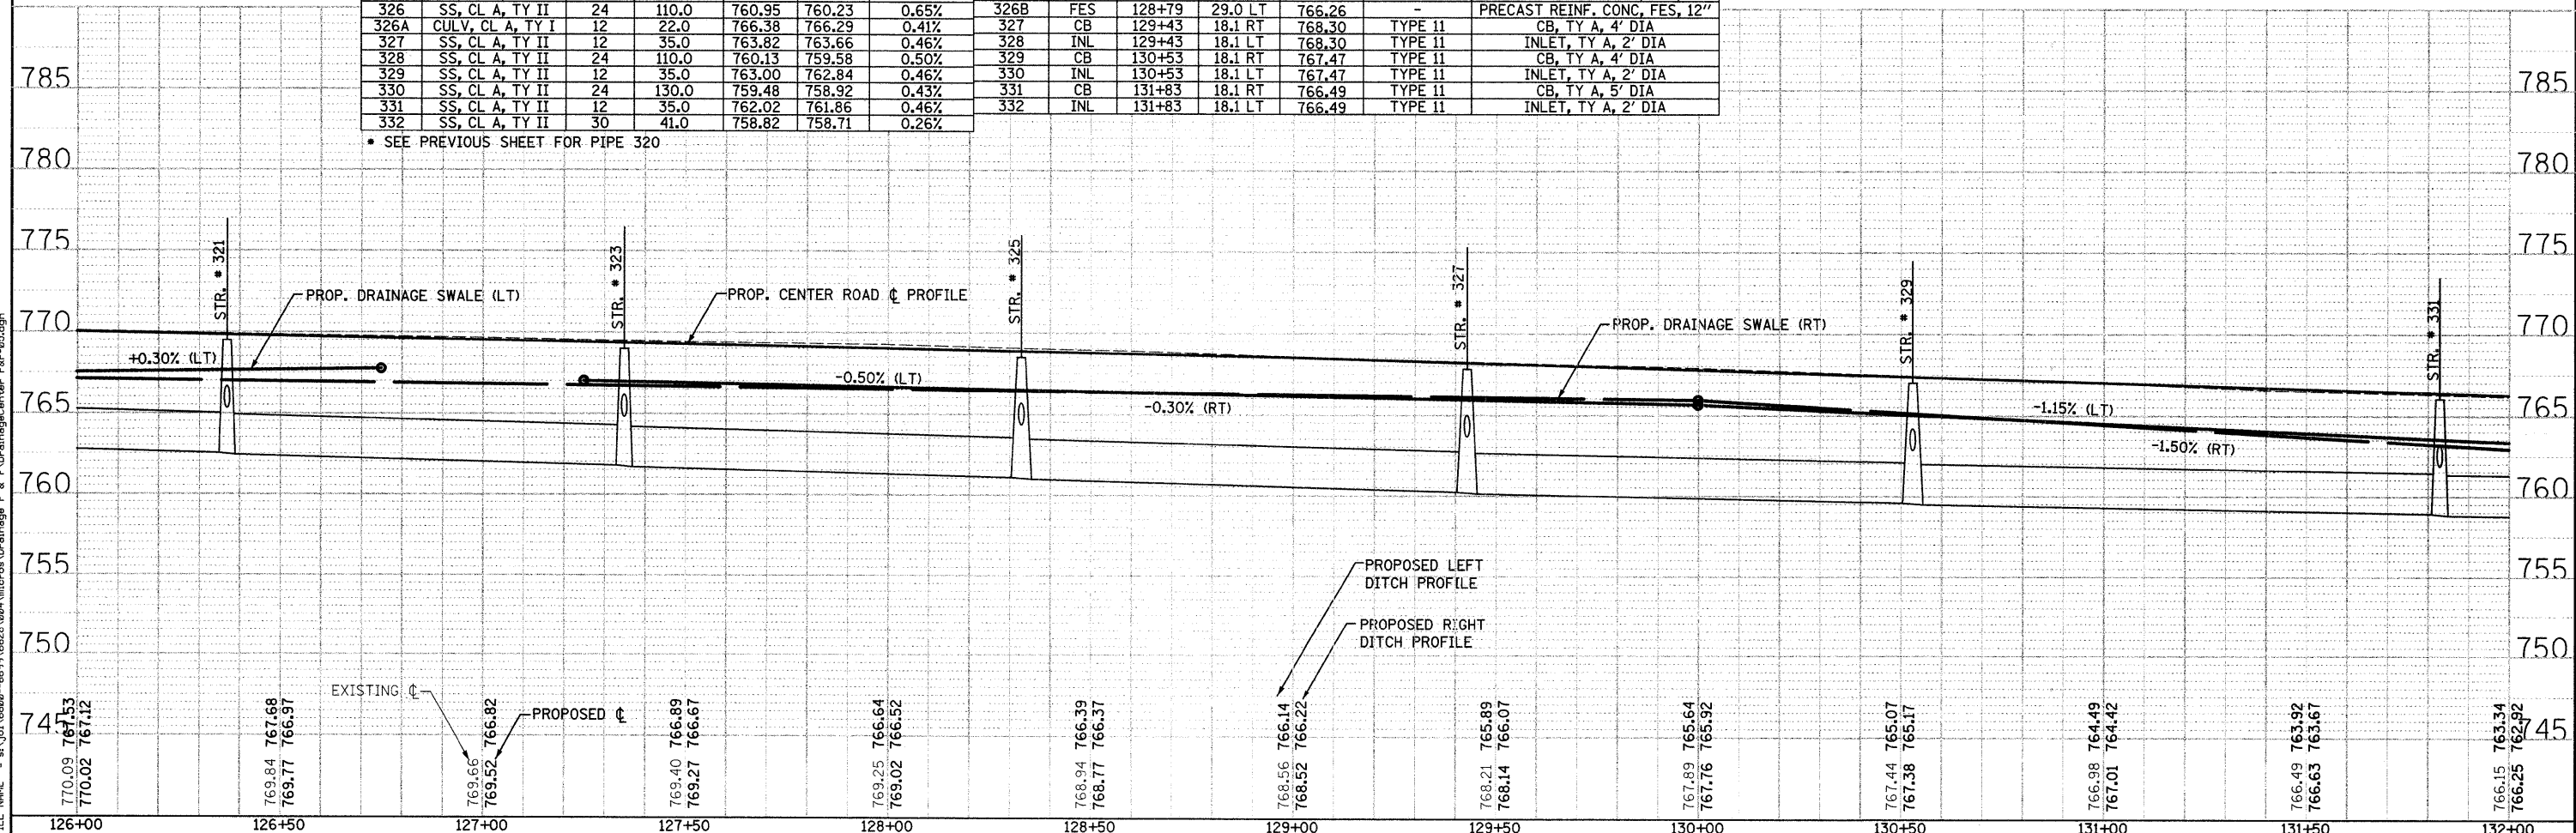 326 SS, CL A, TY II 24 110.0 760.95 760.23 0.65%
326A CULV, CL A, TY I 12 22.0 766.38 766.29 0.41%
327 SS, CL A, TY II 12 35.0 763.82 763.66 0.46%
328 SS, CL A, TY II 24 110.0 760.13 759.58 0.50%
329 SS, CL A, TY II 12 35.0 763.00 762.84 0.46%
330 SS, CL A, TY II 24 130.0 759.48 758.92 0.43%
331 SS, CL A, TY II 12 35.0 762.02 761.86 0.46%
332 SS, CL A, TY II 30 41.0 758.82 758.71 0.26%
* SEE PREVIOUS SHEET FOR PIPE 320
326B FES 128+79 29.0 LT 766.26 - PRECAST REINF. CONC, FES, 12"
327 CB 129+43 18.1 RT 768.30 TYPE 11 CB, TY A, 4' DIA
328 INL 129+43 18.1 LT 768.30 TYPE 11 INLET, TY A, 2' DIA
329 CB 130+53 18.1 RT 767.47 TYPE 11 CB, TY A, 4' DIA
330 INL 130+53 18.1 LT 767.47 TYPE 11 INLET, TY A, 2' DIA
331 CB 131+83 18.1 RT 766.49 TYPE 11 CB, TY A, 5' DIA
332 INL 131+83 18.1 LT 766.49 TYPE 11 INLET, TY A, 2' DIA
785 785
780 780
775 775
STR. # 321
STR. # 323
STR. # 325
STR. # 327
STR. # 329
STR. # 331
PROP. DRAINAGE SWALE (LT)
PROP. CENTER ROAD ℄ PROFILE
PROP. DRAINAGE SWALE (RT)
770 770
+0.30% (LT)
-0.50% (LT)
-0.30% (RT)
-1.15% (LT)
-1.50% (RT)
765 765
760 760
755 755
PROPOSED LEFT
DITCH PROFILE
PROPOSED RIGHT
DITCH PROFILE
750 750
EXISTING ℄
PROPOSED ℄
745 745
767.53 767.68 766.89 766.64 766.39 766.14 765.89 765.64 765.07 764.49 763.92 763.34
767.12 766.97 766.82 766.67 766.52 766.37 766.22 766.07 765.92 765.17 764.42 763.67 762.92
770.09 769.84 769.66 769.40 769.25 768.94 768.56 768.21 767.89 767.44 766.98 766.49 766.15
770.02 769.77 769.52 769.27 769.02 768.77 768.52 768.14 767.76 767.38 767.01 766.63 766.25
126+00 126+50 127+00 127+50 128+00 128+50 129+00 129+50 130+00 130+50 131+00 131+50 132+00